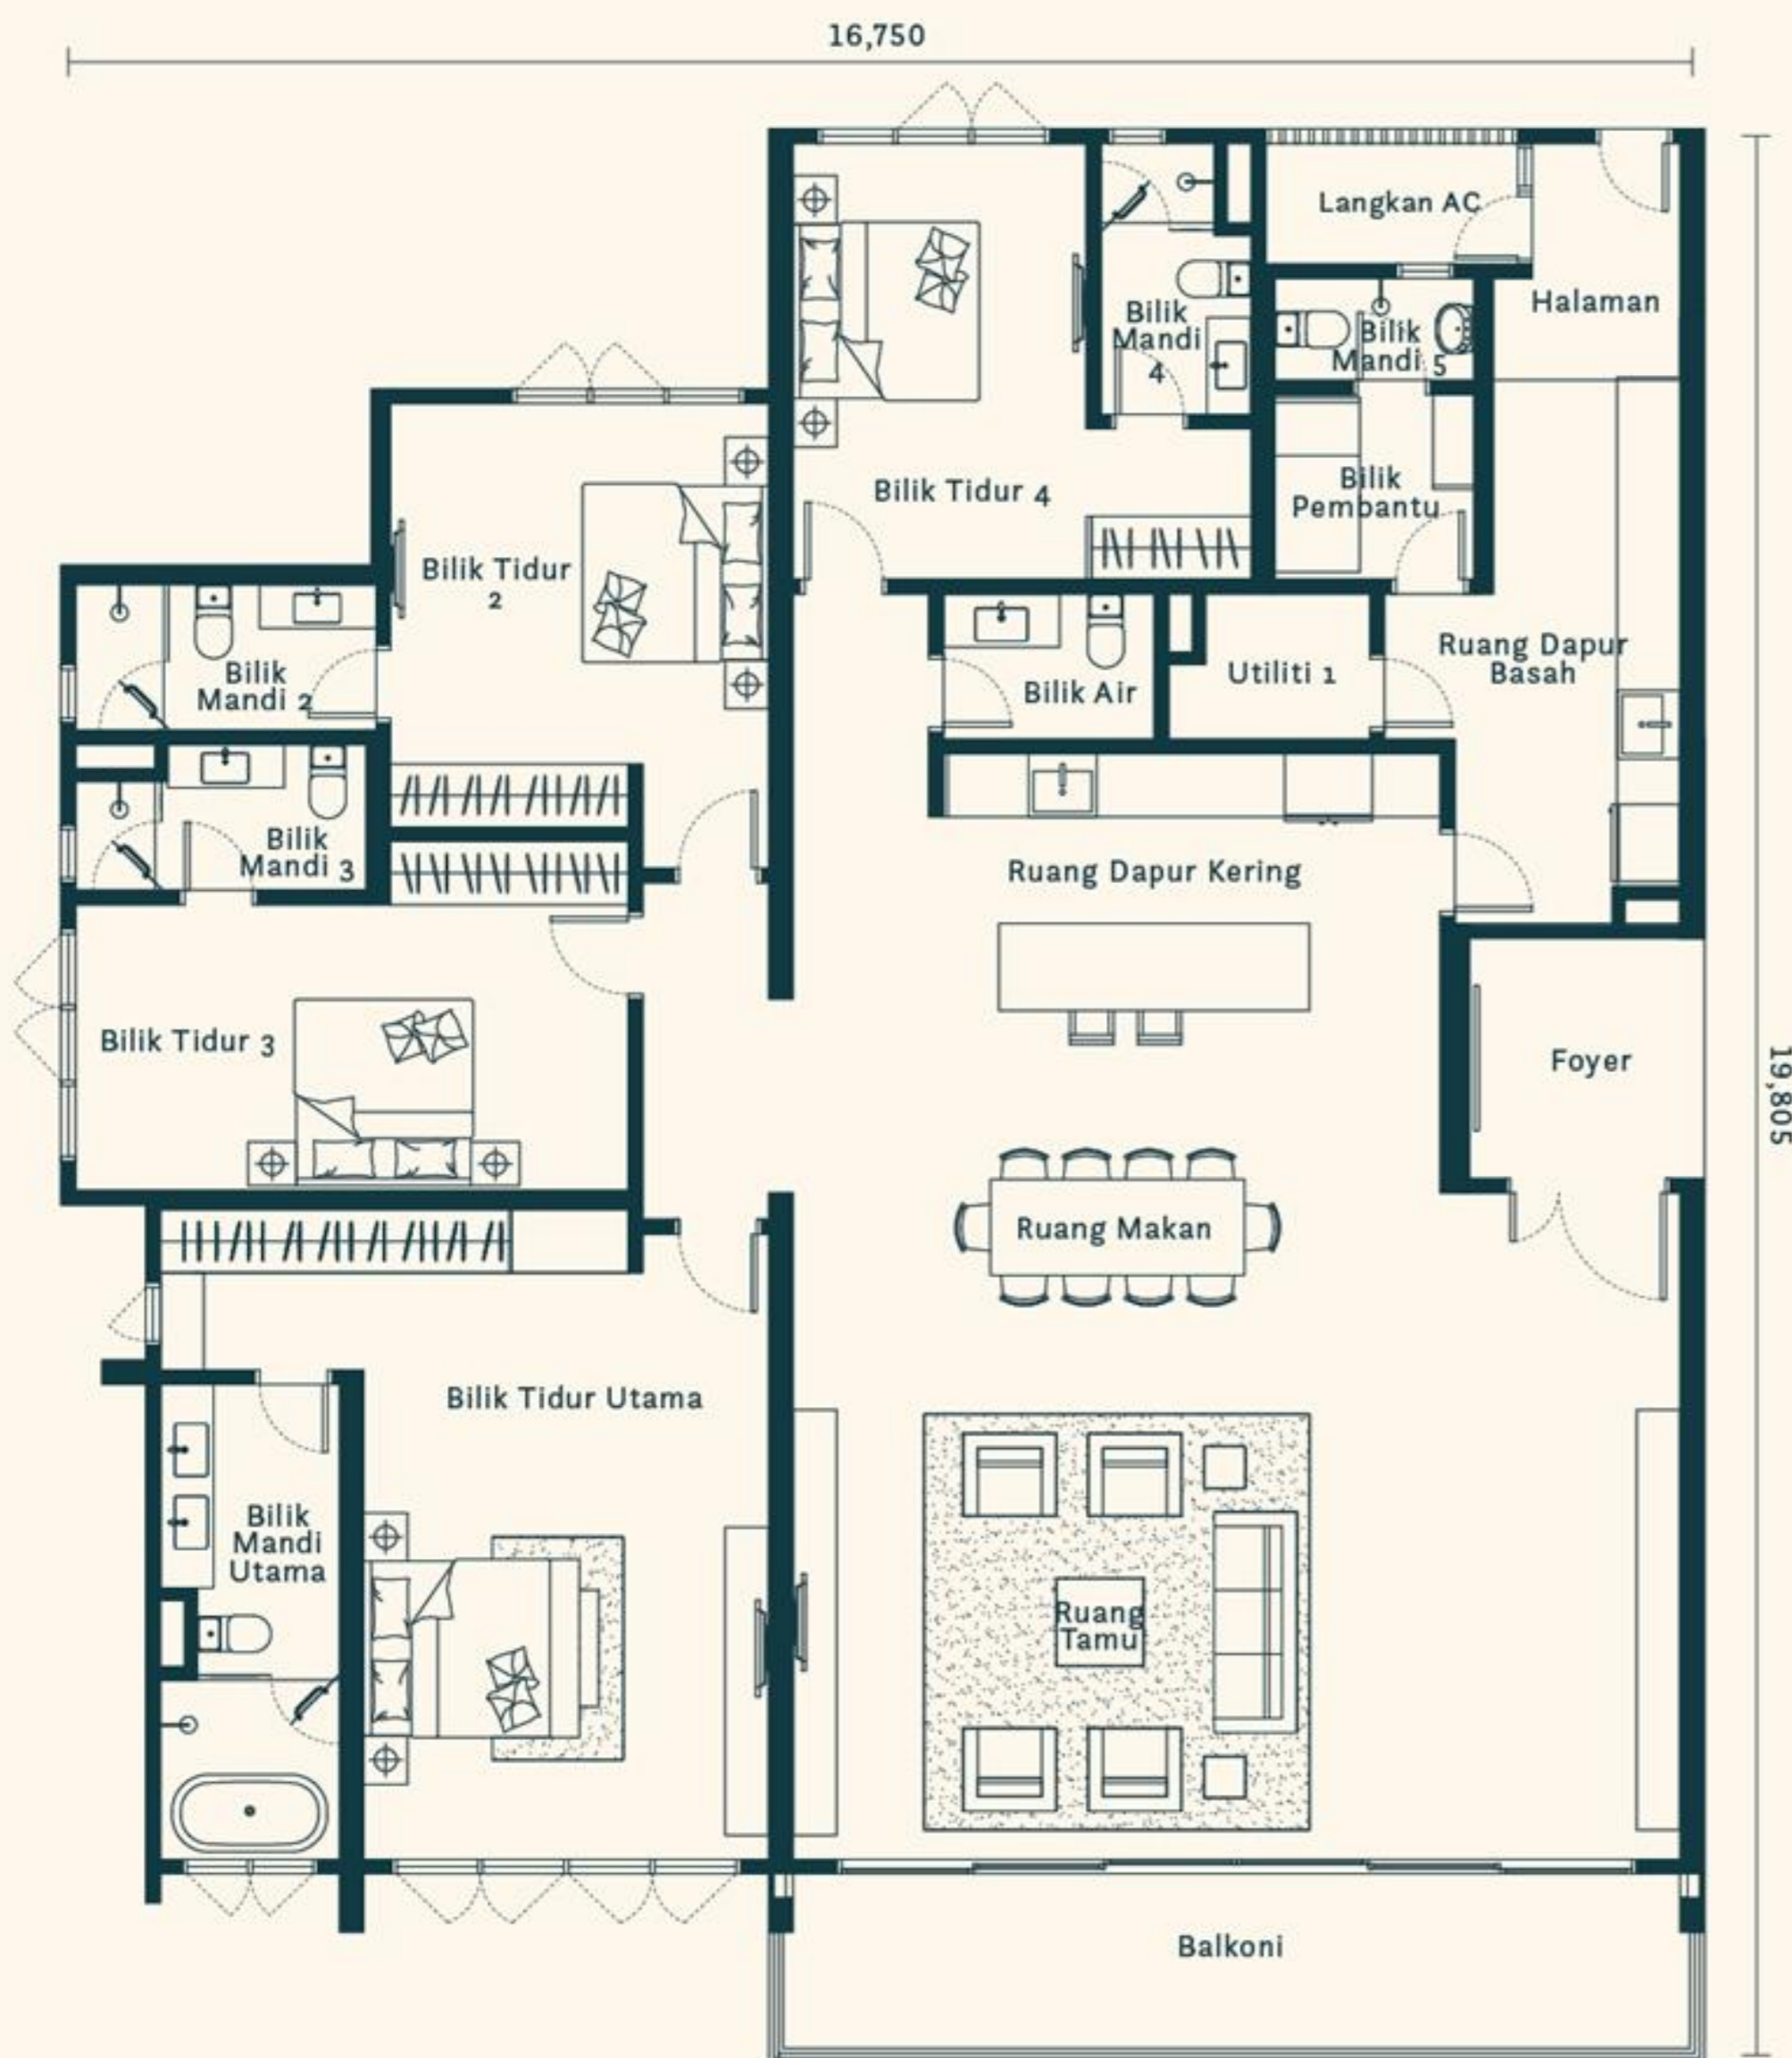 16,750
Langkan AC
Halaman
Bilik
Mandi
4
Bilik
Mandi 5
Bilik Tidur 4
Bilik
Pembantu
Bilik Tidur
2
Bilik
Mandi 2
Bilik Air
Utiliti 1
Ruang Dapur
Basah
Bilik
Mandi 3
Ruang Dapur Kering
Bilik Tidur 3
Foyer
19,805
Ruang Makan
Bilik Tidur Utama
Bilik
Mandi
Utama
Ruang
Tamu
Balkoni